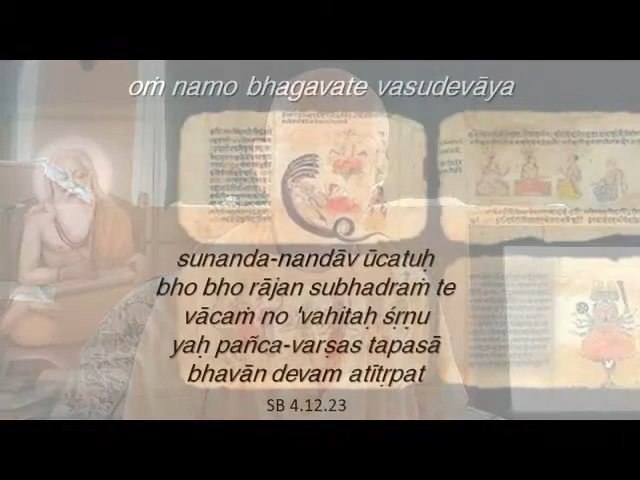 oṁ namo bhagavate vasudevāya
sunanda-nandāv ūcatuḥ
bho bho rājan subhadraṁ te
vācaṁ no 'vahitaḥ śṛṇu
yaḥ pañca-varṣas tapasā
bhavān devam atītṛpat
SB 4.12.23